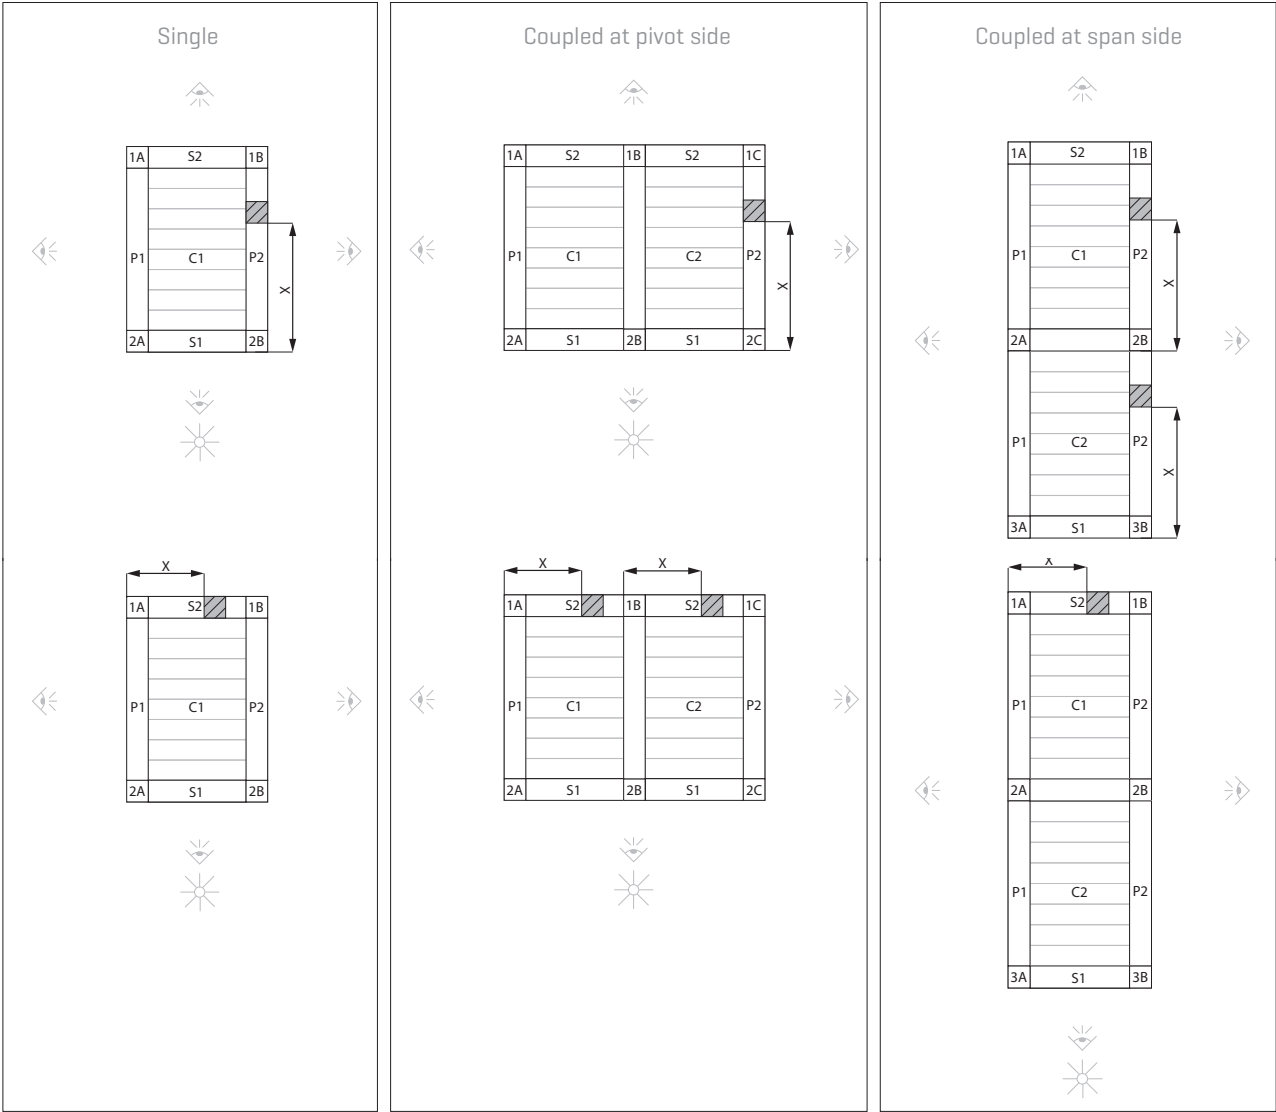 Single
1A S2 1B
P1 C1 P2
X
2A S1 2B
X
1A S2 1B
P1 C1 P2
2A S1 2B
Coupled at pivot side
1A S2 1B S2 1C
P1 C1 C2 P2
X
2A S1 2B S1 2C
X X
1A S2 1B S2 1C
P1 C1 C2 P2
2A S1 2B S1 2C
Coupled at span side
1A S2 1B
P1 C1 P2
X
2A 2B
P1 C2 P2
X
3A S1 3B
X
1A S2 1B
P1 C1 P2
2A 2B
P1 C2 P2
3A S1 3B